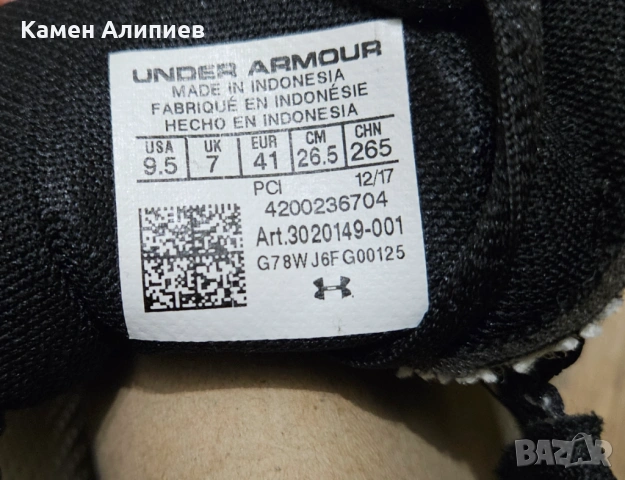 Камен Алипиев
UNDER ARMOUR
MADE IN INDONESIA
FABRIQUÉ EN INDONÉSIE
HECHO EN INDONESIA
USA UK EUR CM CHN
9.5 7 41 26.5 265
PCI 12/17
4200236704
Art.3020149-001
G78WJ6FG00125
BAZAR